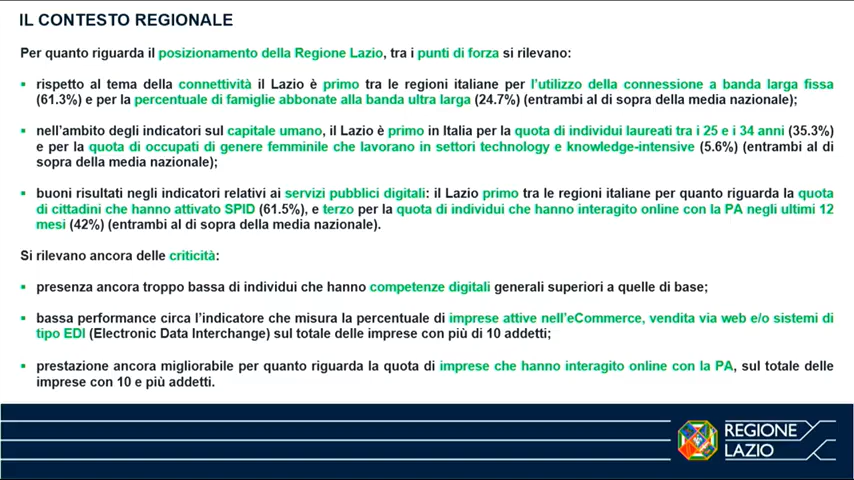 IL CONTESTO REGIONALE
Per quanto riguarda il posizionamento della Regione Lazio, tra i punti di forza si rilevano:
▪ rispetto al tema della connettività il Lazio è primo tra le regioni italiane per l'utilizzo della connessione a banda larga fissa
(61.3%) e per la percentuale di famiglie abbonate alla banda ultra larga (24.7%) (entrambi al di sopra della media nazionale);
▪ nell'ambito degli indicatori sul capitale umano, il Lazio è primo in Italia per la quota di individui laureati tra i 25 e i 34 anni (35.3%)
e per la quota di occupati di genere femminile che lavorano in settori technology e knowledge-intensive (5.6%) (entrambi al di
sopra della media nazionale);
▪ buoni risultati negli indicatori relativi ai servizi pubblici digitali: il Lazio primo tra le regioni italiane per quanto riguarda la quota
di cittadini che hanno attivato SPID (61.5%), e terzo per la quota di individui che hanno interagito online con la PA negli ultimi 12
mesi (42%) (entrambi al di sopra della media nazionale).
Si rilevano ancora delle criticità:
▪ presenza ancora troppo bassa di individui che hanno competenze digitali generali superiori a quelle di base;
▪ bassa performance circa l'indicatore che misura la percentuale di imprese attive nell'eCommerce, vendita via web e/o sistemi di
tipo EDI (Electronic Data Interchange) sul totale delle imprese con più di 10 addetti;
▪ prestazione ancora migliorabile per quanto riguarda la quota di imprese che hanno interagito online con la PA, sul totale delle
imprese con 10 e più addetti.
REGIONE
LAZIO